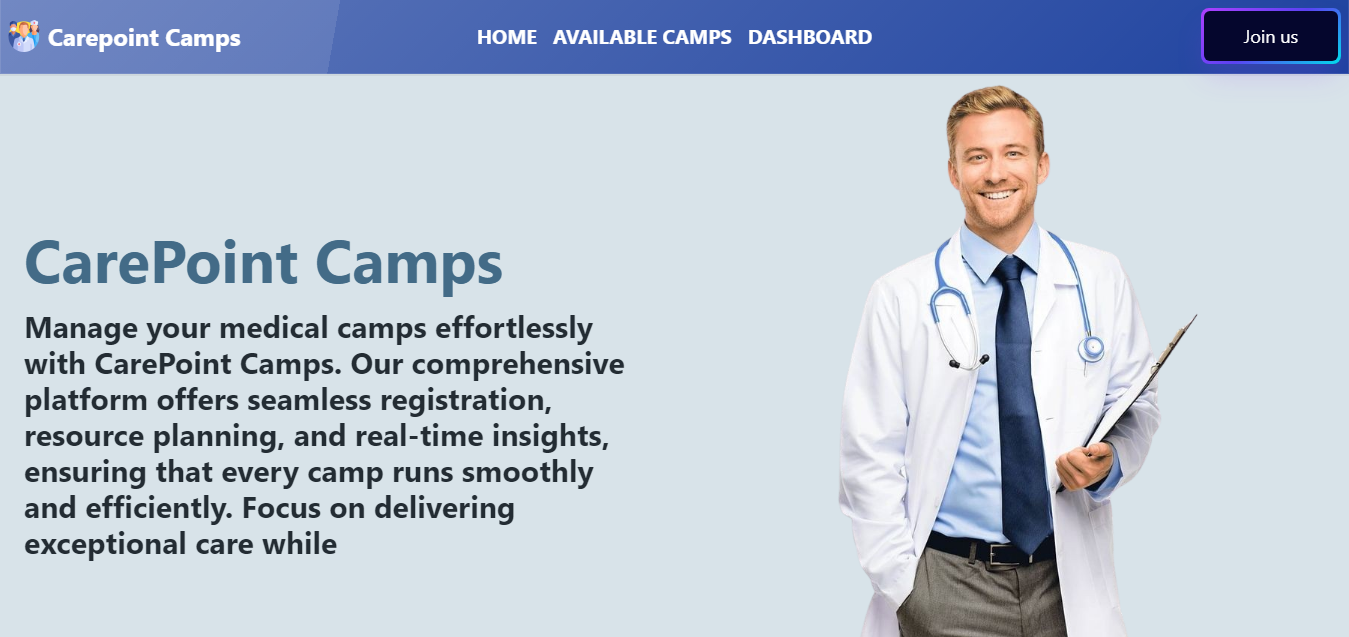 Carepoint Camps
HOME AVAILABLE CAMPS DASHBOARD
Join us
CarePoint Camps
Manage your medical camps effortlessly
with CarePoint Camps. Our comprehensive
platform offers seamless registration,
resource planning, and real-time insights,
ensuring that every camp runs smoothly
and efficiently. Focus on delivering
exceptional care while